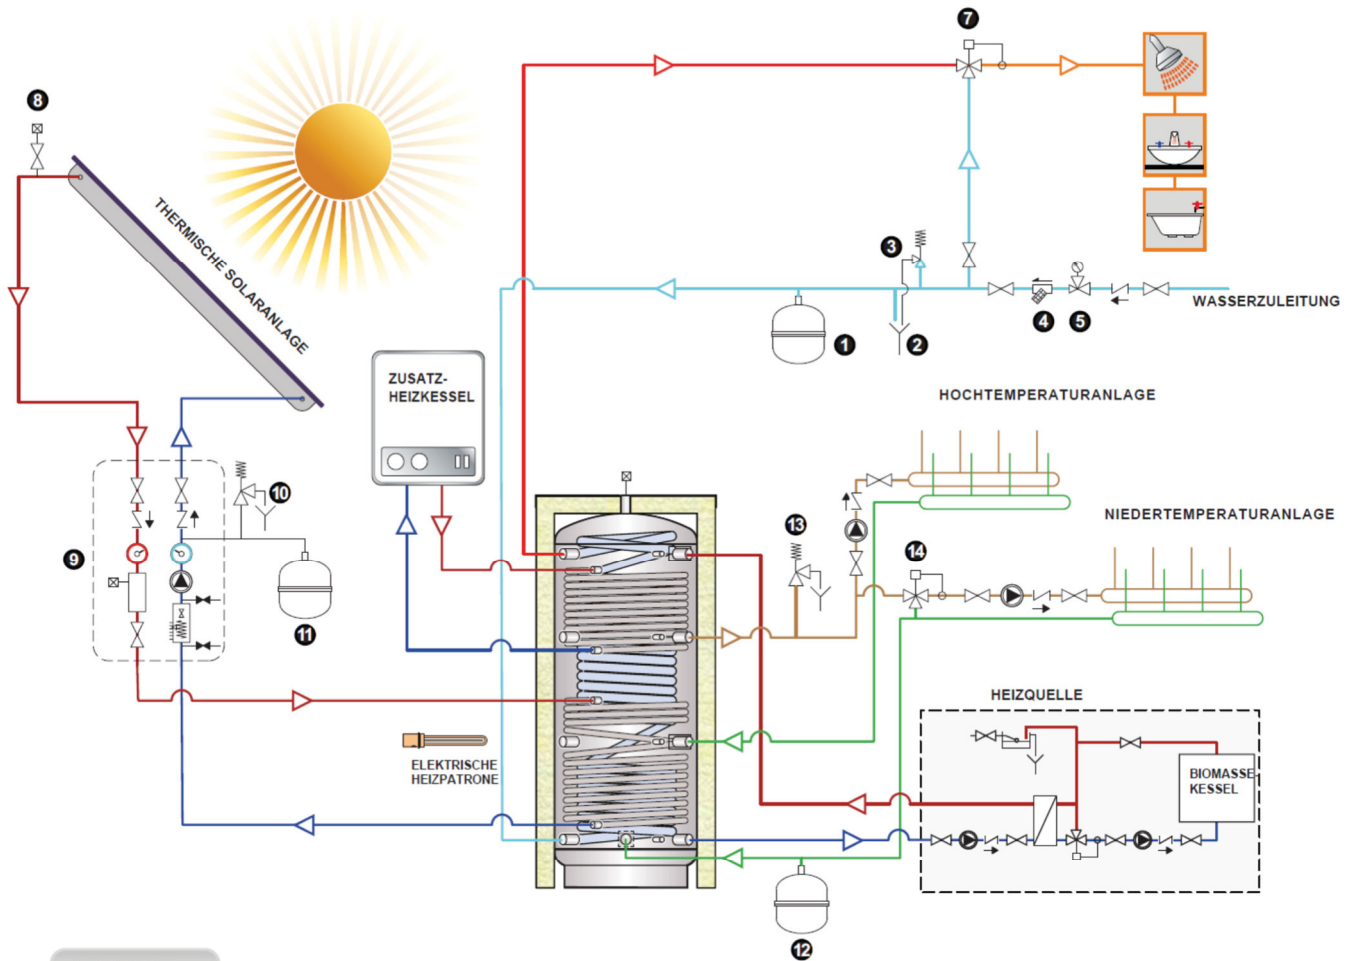 7
8
THERMISCHE SOLARANLAGE
3
WASSERZULEITUNG
4
5
1
2
ZUSATZ-
HEIZKESSEL
HOCHTEMPERATURANLAGE
10
13
NIEDERTEMPERATURANLAGE
14
9
11
HEIZQUELLE
ELEKTRISCHE
HEIZPATRONE
BIOMASSE-
KESSEL
12